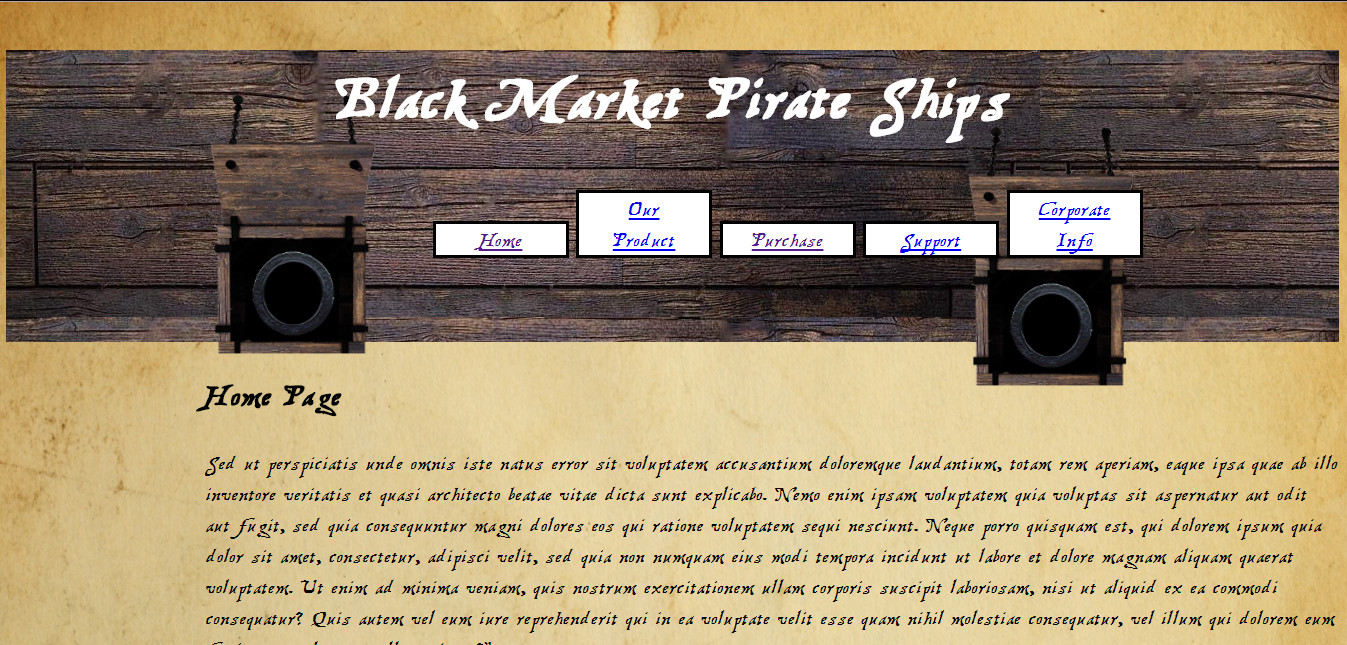 Black Market Pirate Ships
Home
Our
Product
Purchase
Support
Corporate
Info
Home Page
Sed ut perspiciatis unde omnis iste natus error sit voluptatem accusantium doloremque laudantium, totam rem aperiam, eaque ipsa quae ab illo
inventore veritatis et quasi architecto beatae vitae dicta sunt explicabo. Nemo enim ipsam voluptatem quia voluptas sit aspernatur aut odit
aut fugit, sed quia consequuntur magni dolores eos qui ratione voluptatem sequi nesciunt. Neque porro quisquam est, qui dolorem ipsum quia
dolor sit amet, consectetur, adipisci velit, sed quia non numquam eius modi tempora incidunt ut labore et dolore magnam aliquam quaerat
voluptatem. Ut enim ad minima veniam, quis nostrum exercitationem ullam corporis suscipit laboriosam, nisi ut aliquid ex ea commodi
consequatur? Quis autem vel eum iure reprehenderit qui in ea voluptate velit esse quam nihil molestiae consequatur, vel illum qui dolorem eum